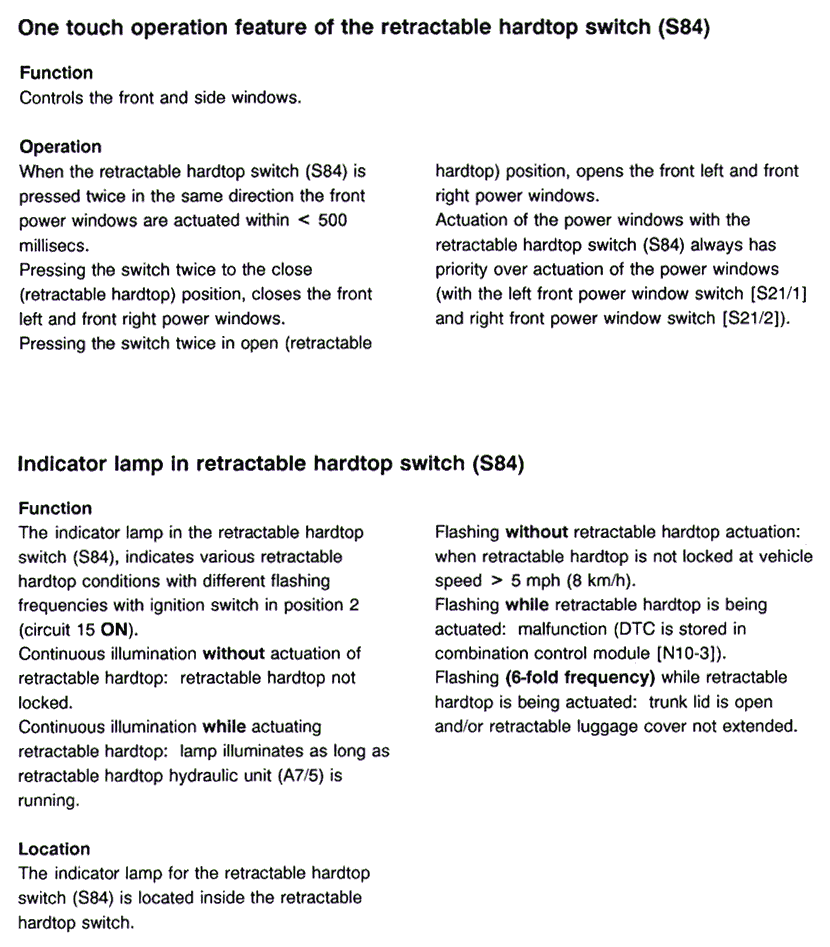 One touch operation feature of the retractable hardtop switch (S84)
Function
Controls the front and side windows.
Operation
When the retractable hardtop switch (S84) is
pressed twice in the same direction the front
power windows are actuated within < 500
millisecs.
Pressing the switch twice to the close
(retractable hardtop) position, closes the front
left and front right power windows.
Pressing the switch twice in open (retractable
hardtop) position, opens the front left and front
right power windows.
Actuation of the power windows with the
retractable hardtop switch (S84) always has
priority over actuation of the power windows
(with the left front power window switch [S21/1]
and right front power window switch [S21/2]).
Indicator lamp in retractable hardtop switch (S84)
Function
The indicator lamp in the retractable hardtop
switch (S84), indicates various retractable
hardtop conditions with different flashing
frequencies with ignition switch in position 2
(circuit 15 ON).
Continuous illumination without actuation of
retractable hardtop: retractable hardtop not
locked.
Continuous illumination while actuating
retractable hardtop: lamp illuminates as long as
retractable hardtop hydraulic unit (A7/5) is
running.
Flashing without retractable hardtop actuation:
when retractable hardtop is not locked at vehicle
speed > 5 mph (8 km/h).
Flashing while retractable hardtop is being
actuated: malfunction (DTC is stored in
combination control module [N10-3]).
Flashing (6-fold frequency) while retractable
hardtop is being actuated: trunk lid is open
and/or retractable luggage cover not extended.
Location
The indicator lamp for the retractable hardtop
switch (S84) is located inside the retractable
hardtop switch.